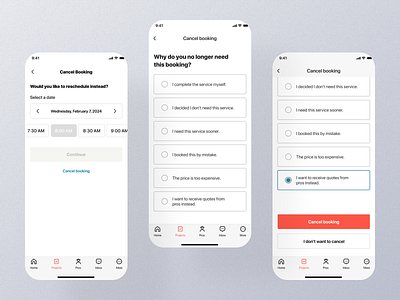 9:41
Cancel Booking
Would you like to reschedule instead?
Select a date
Wednesday, February 7, 2024
7:30 AM
8:00 AM
8:30 AM
9:00 AM
Continue
Cancel booking
Home
Projects
Pros
Inbox
More
9:41
Cancel booking
Why do you no longer need
this booking?
I complete the service myself.
I decided I don't need this service.
I need this service sooner.
I booked this by mistake.
The price is too expensive.
I want to receive quotes from
pros instead.
Home
Projects
Pros
Inbox
More
9:41
Cancel booking
I decided I don't need this service.
I need this service sooner.
I booked this by mistake.
The price is too expensive.
I want to receive quotes from
pros instead.
Cancel booking
I don't want to cancel
Home
Projects
Pros
Inbox
More